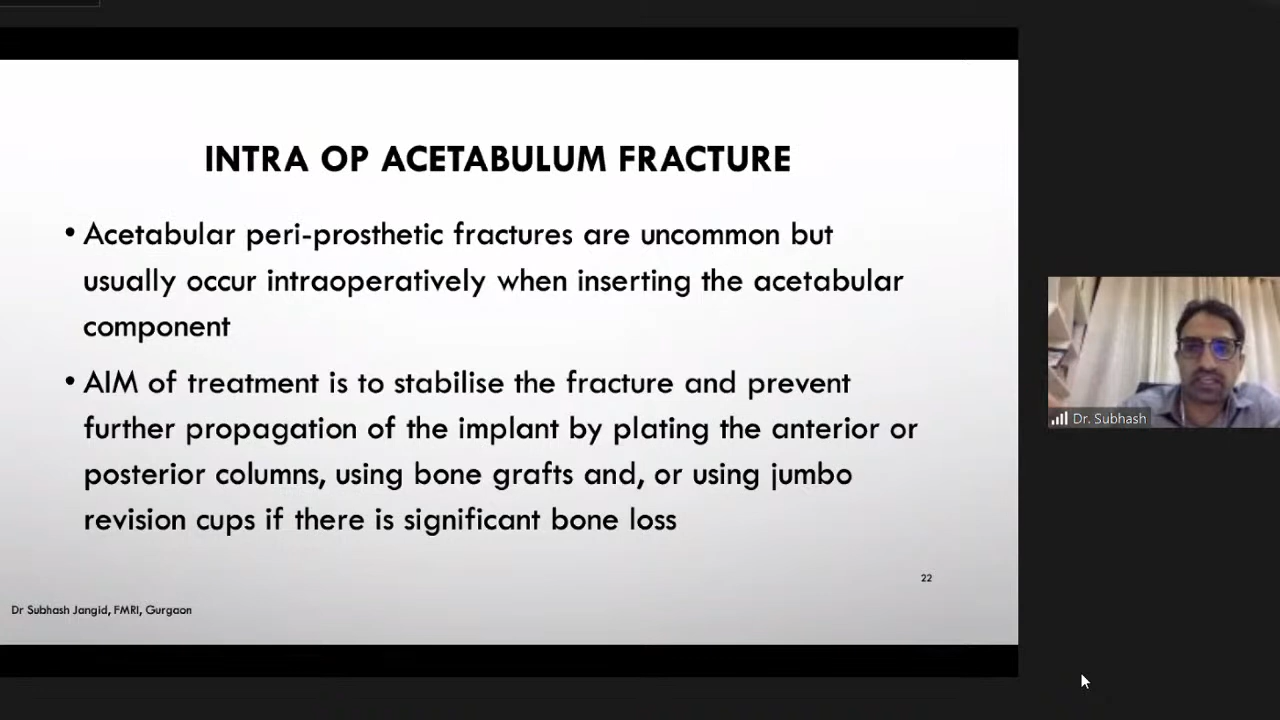 INTRA OP ACETABULUM FRACTURE
• Acetabular peri-prosthetic fractures are uncommon but
usually occur intraoperatively when inserting the acetabular
component
• AIM of treatment is to stabilise the fracture and prevent
further propagation of the implant by plating the anterior or
posterior columns, using bone grafts and, or using jumbo
revision cups if there is significant bone loss
22
Dr Subhash Jangid, FMRI, Gurgaon
Dr. Subhash